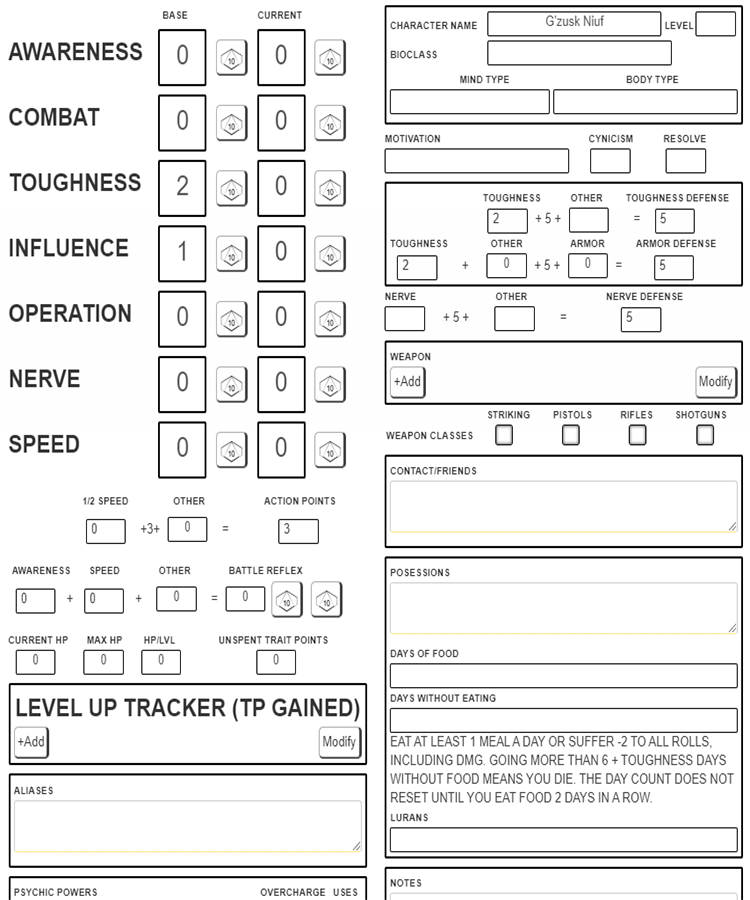 BASE CURRENT
AWARENESS 0 10 0 10
COMBAT 0 10 0 10
TOUGHNESS 2 10 0 10
INFLUENCE 1 10 0 10
OPERATION 0 10 0 10
NERVE 0 10 0 10
SPEED 0 10 0 10
1/2 SPEED OTHER ACTION POINTS
0 +3+ 0 = 3
AWARENESS SPEED OTHER BATTLE REFLEX
0 + 0 + 0 = 0 10 10
CURRENT HP MAX HP HP/LVL UNSPENT TRAIT POINTS
0 0 0 0
LEVEL UP TRACKER (TP GAINED)
+Add Modify
ALIASES
PSYCHIC POWERS OVERCHARGE USES
CHARACTER NAME G'zusk Niuf LEVEL
BIOCLASS
MIND TYPE BODY TYPE
MOTIVATION CYNICISM RESOLVE
TOUGHNESS OTHER TOUGHNESS DEFENSE
2 + 5 + = 5
TOUGHNESS OTHER ARMOR ARMOR DEFENSE
2 + 0 + 5 + 0 = 5
NERVE OTHER NERVE DEFENSE
+ 5 + = 5
WEAPON
+Add Modify
STRIKING PISTOLS RIFLES SHOTGUNS
WEAPON CLASSES
CONTACT/FRIENDS
POSESSIONS
DAYS OF FOOD
DAYS WITHOUT EATING
EAT AT LEAST 1 MEAL A DAY OR SUFFER -2 TO ALL ROLLS,
INCLUDING DMG. GOING MORE THAN 6 + TOUGHNESS DAYS
WITHOUT FOOD MEANS YOU DIE. THE DAY COUNT DOES NOT
RESET UNTIL YOU EAT FOOD 2 DAYS IN A ROW.
LURANS
NOTES